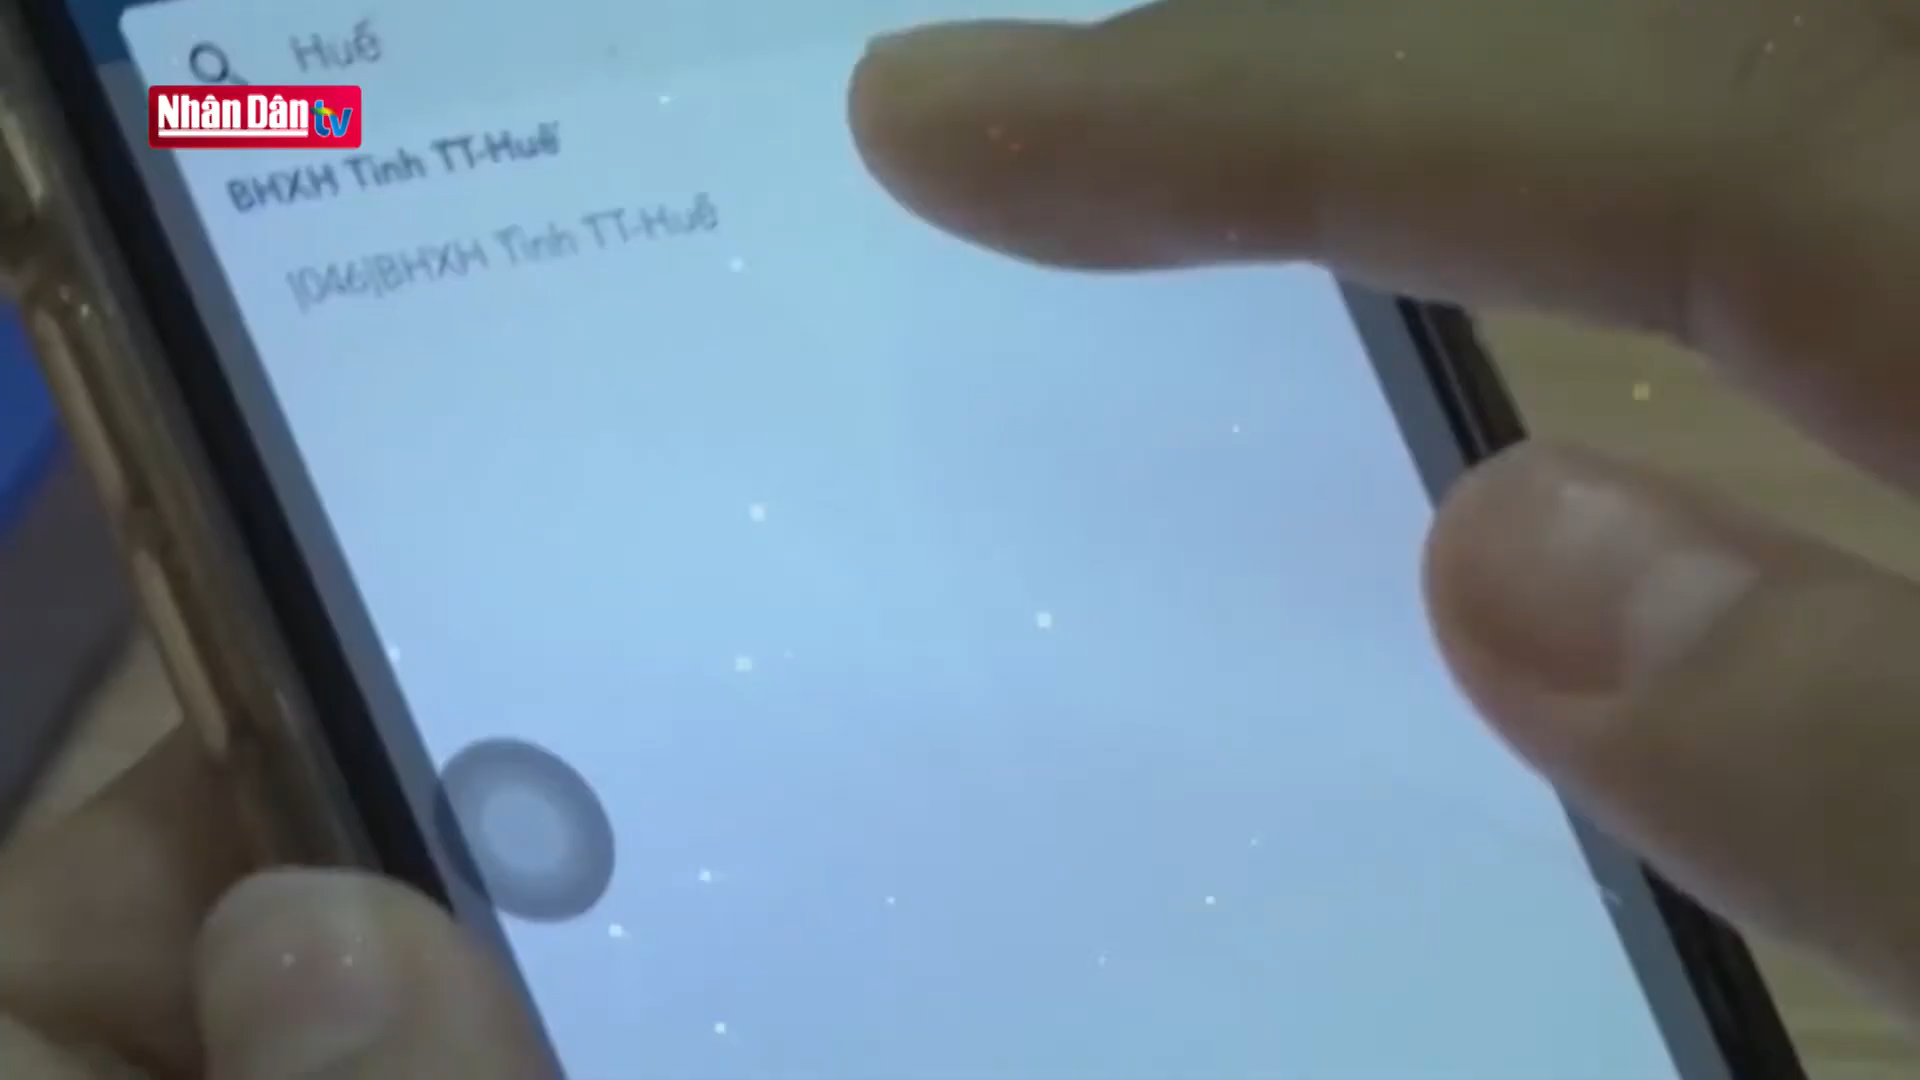 Huế
Nhân Dân tv
BHXH Tỉnh TT-Huế
[046]BHXH Tỉnh TT-Huế